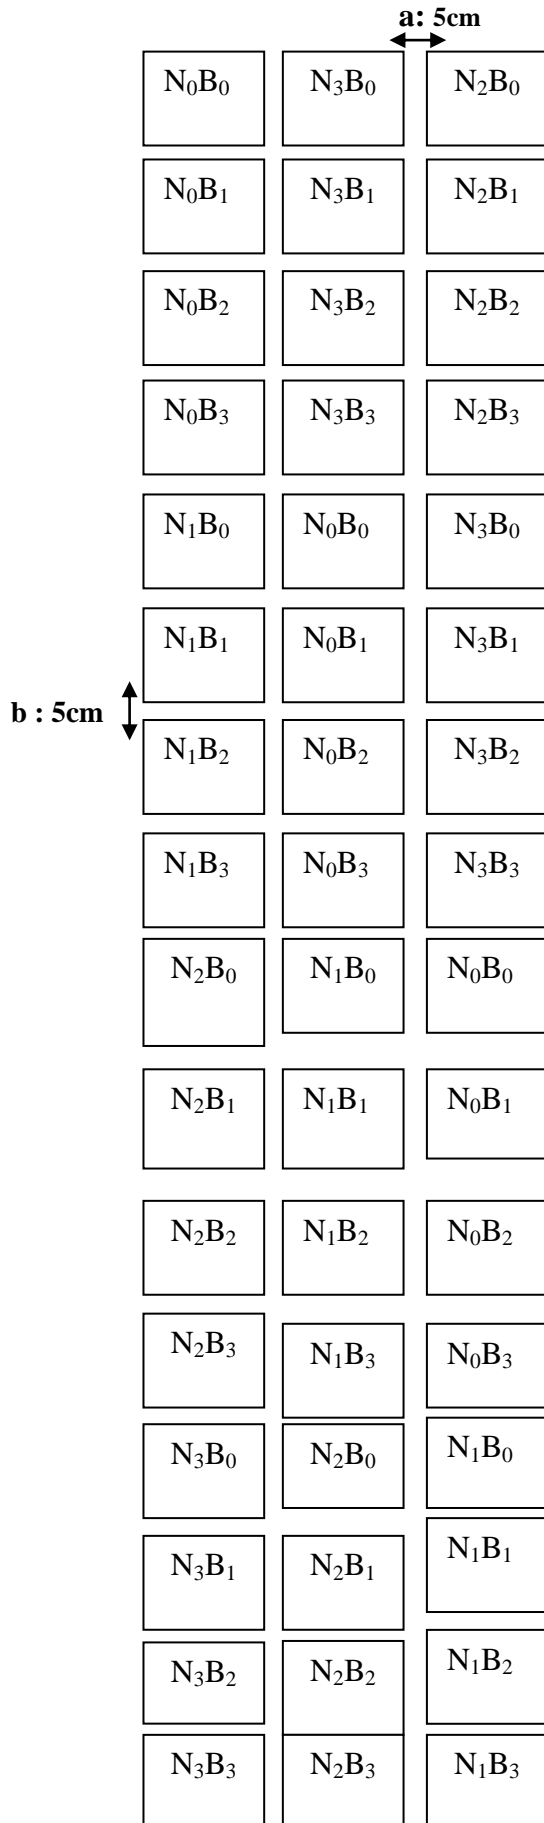 a: 5cm
N₀B₀ N₃B₀ N₂B₀
N₀B₁ N₃B₁ N₂B₁
N₀B₂ N₃B₂ N₂B₂
N₀B₃ N₃B₃ N₂B₃
N₁B₀ N₀B₀ N₃B₀
N₁B₁ N₀B₁ N₃B₁
b : 5cm
N₁B₂ N₀B₂ N₃B₂
N₁B₃ N₀B₃ N₃B₃
N₂B₀ N₁B₀ N₀B₀
N₂B₁ N₁B₁ N₀B₁
N₂B₂ N₁B₂ N₀B₂
N₂B₃ N₁B₃ N₀B₃
N₃B₀ N₂B₀ N₁B₀
N₃B₁ N₂B₁ N₁B₁
N₃B₂ N₂B₂ N₁B₂
N₃B₃ N₂B₃ N₁B₃